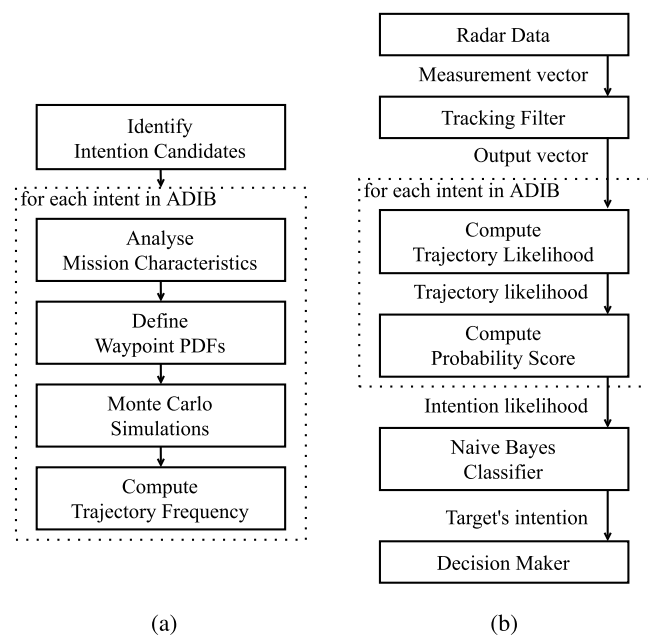 Identify
Intention Candidates
for each intent in ADIB
Analyse
Mission Characteristics
Define
Waypoint PDFs
Monte Carlo
Simulations
Compute
Trajectory Frequency
(a)
Radar Data
Measurement vector
Tracking Filter
Output vector
for each intent in ADIB
Compute
Trajectory Likelihood
Trajectory likelihood
Compute
Probability Score
Intention likelihood
Naive Bayes
Classifier
Target's intention
Decision Maker
(b)